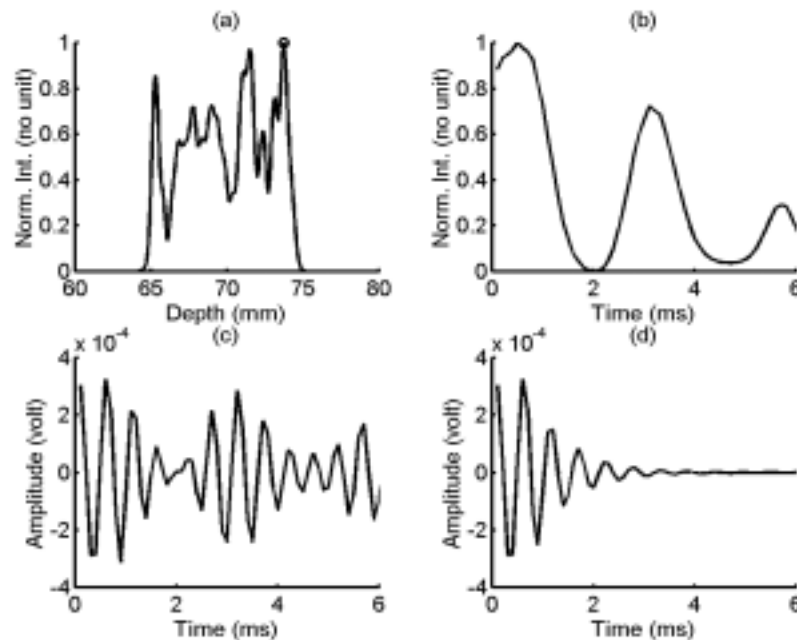 (a)
1
0.8
0.6
0.4
0.2
0
Norm. Int. (no unit)
60 65 70 75 80
Depth (mm)
(b)
1
0.8
0.6
0.4
0.2
0
Norm. Int. (no unit)
0 2 4 6
Time (ms)
(c)
x 10^-4
4
2
0
-2
-4
Amplitude (volt)
0 2 4 6
Time (ms)
(d)
x 10^-4
4
2
0
-2
-4
Amplitude (volt)
0 2 4 6
Time (ms)